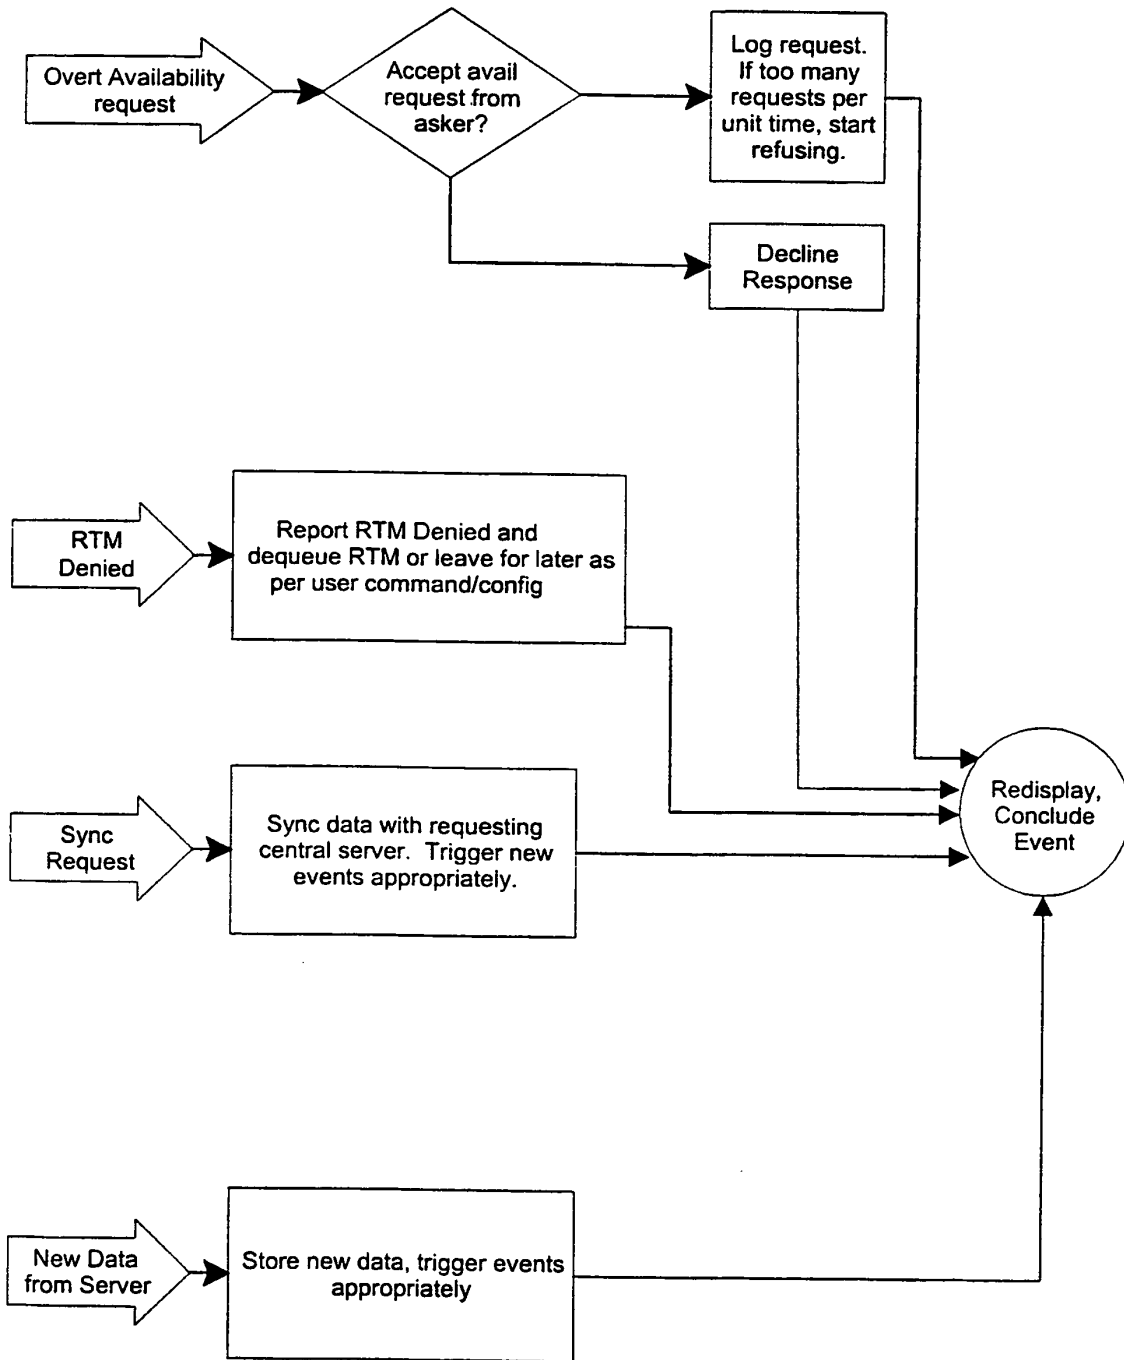 Overt Availability
request
Accept avail
request from
asker?
Log request.
If too many
requests per
unit time, start
refusing.
Decline
Response
RTM
Denied
Report RTM Denied and
dequeue RTM or leave for later as
per user command/config
Sync
Request
Sync data with requesting
central server. Trigger new
events appropriately.
Redisplay,
Conclude
Event
New Data
from Server
Store new data, trigger events
appropriately